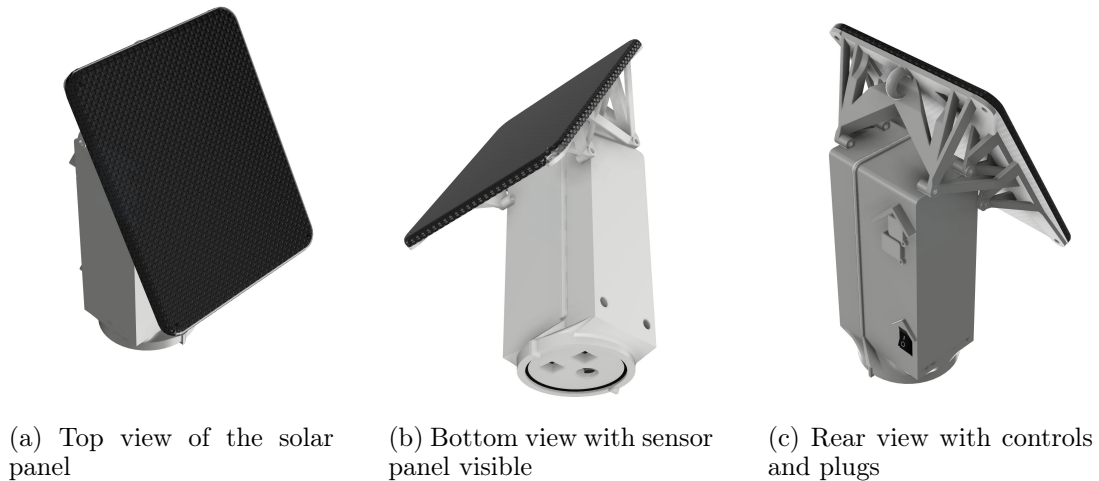 (a) Top view of the solar
panel
(b) Bottom view with sensor
panel visible
(c) Rear view with controls
and plugs